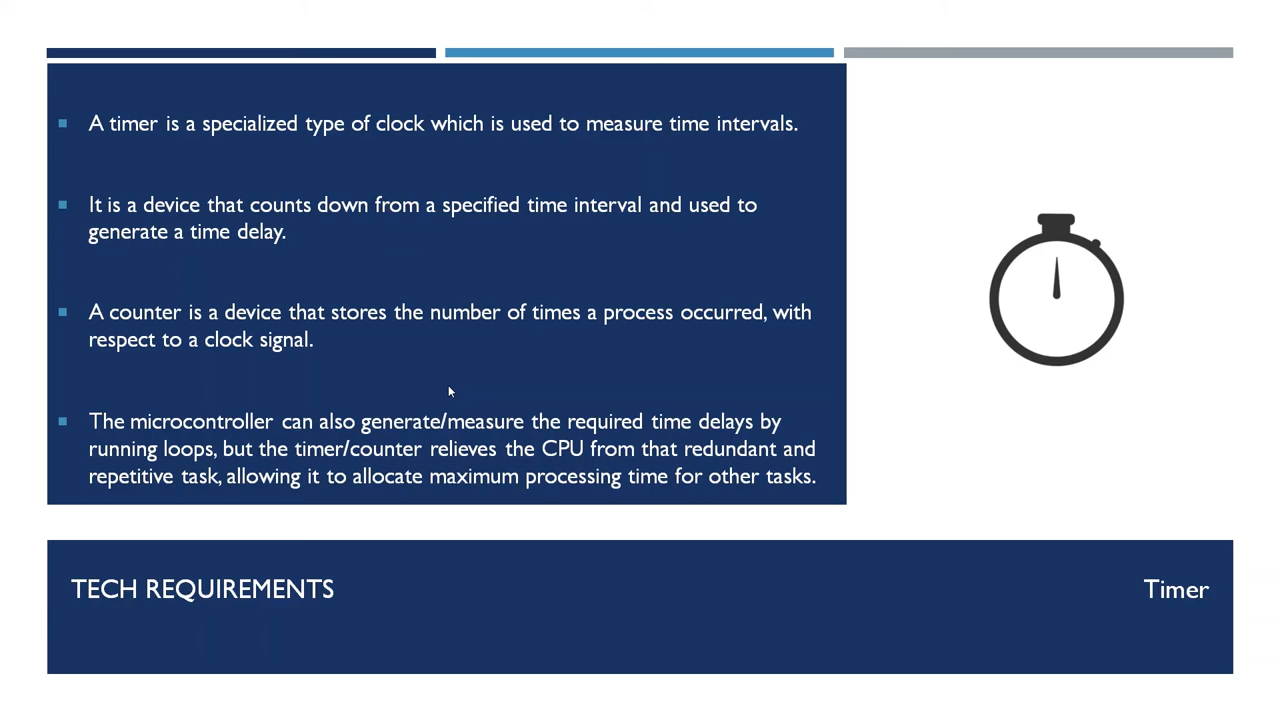 A timer is a specialized type of clock which is used to measure time intervals.
It is a device that counts down from a specified time interval and used to
generate a time delay.
A counter is a device that stores the number of times a process occurred, with
respect to a clock signal.
The microcontroller can also generate/measure the required time delays by
running loops, but the timer/counter relieves the CPU from that redundant and
repetitive task, allowing it to allocate maximum processing time for other tasks.
TECH REQUIREMENTS
Timer